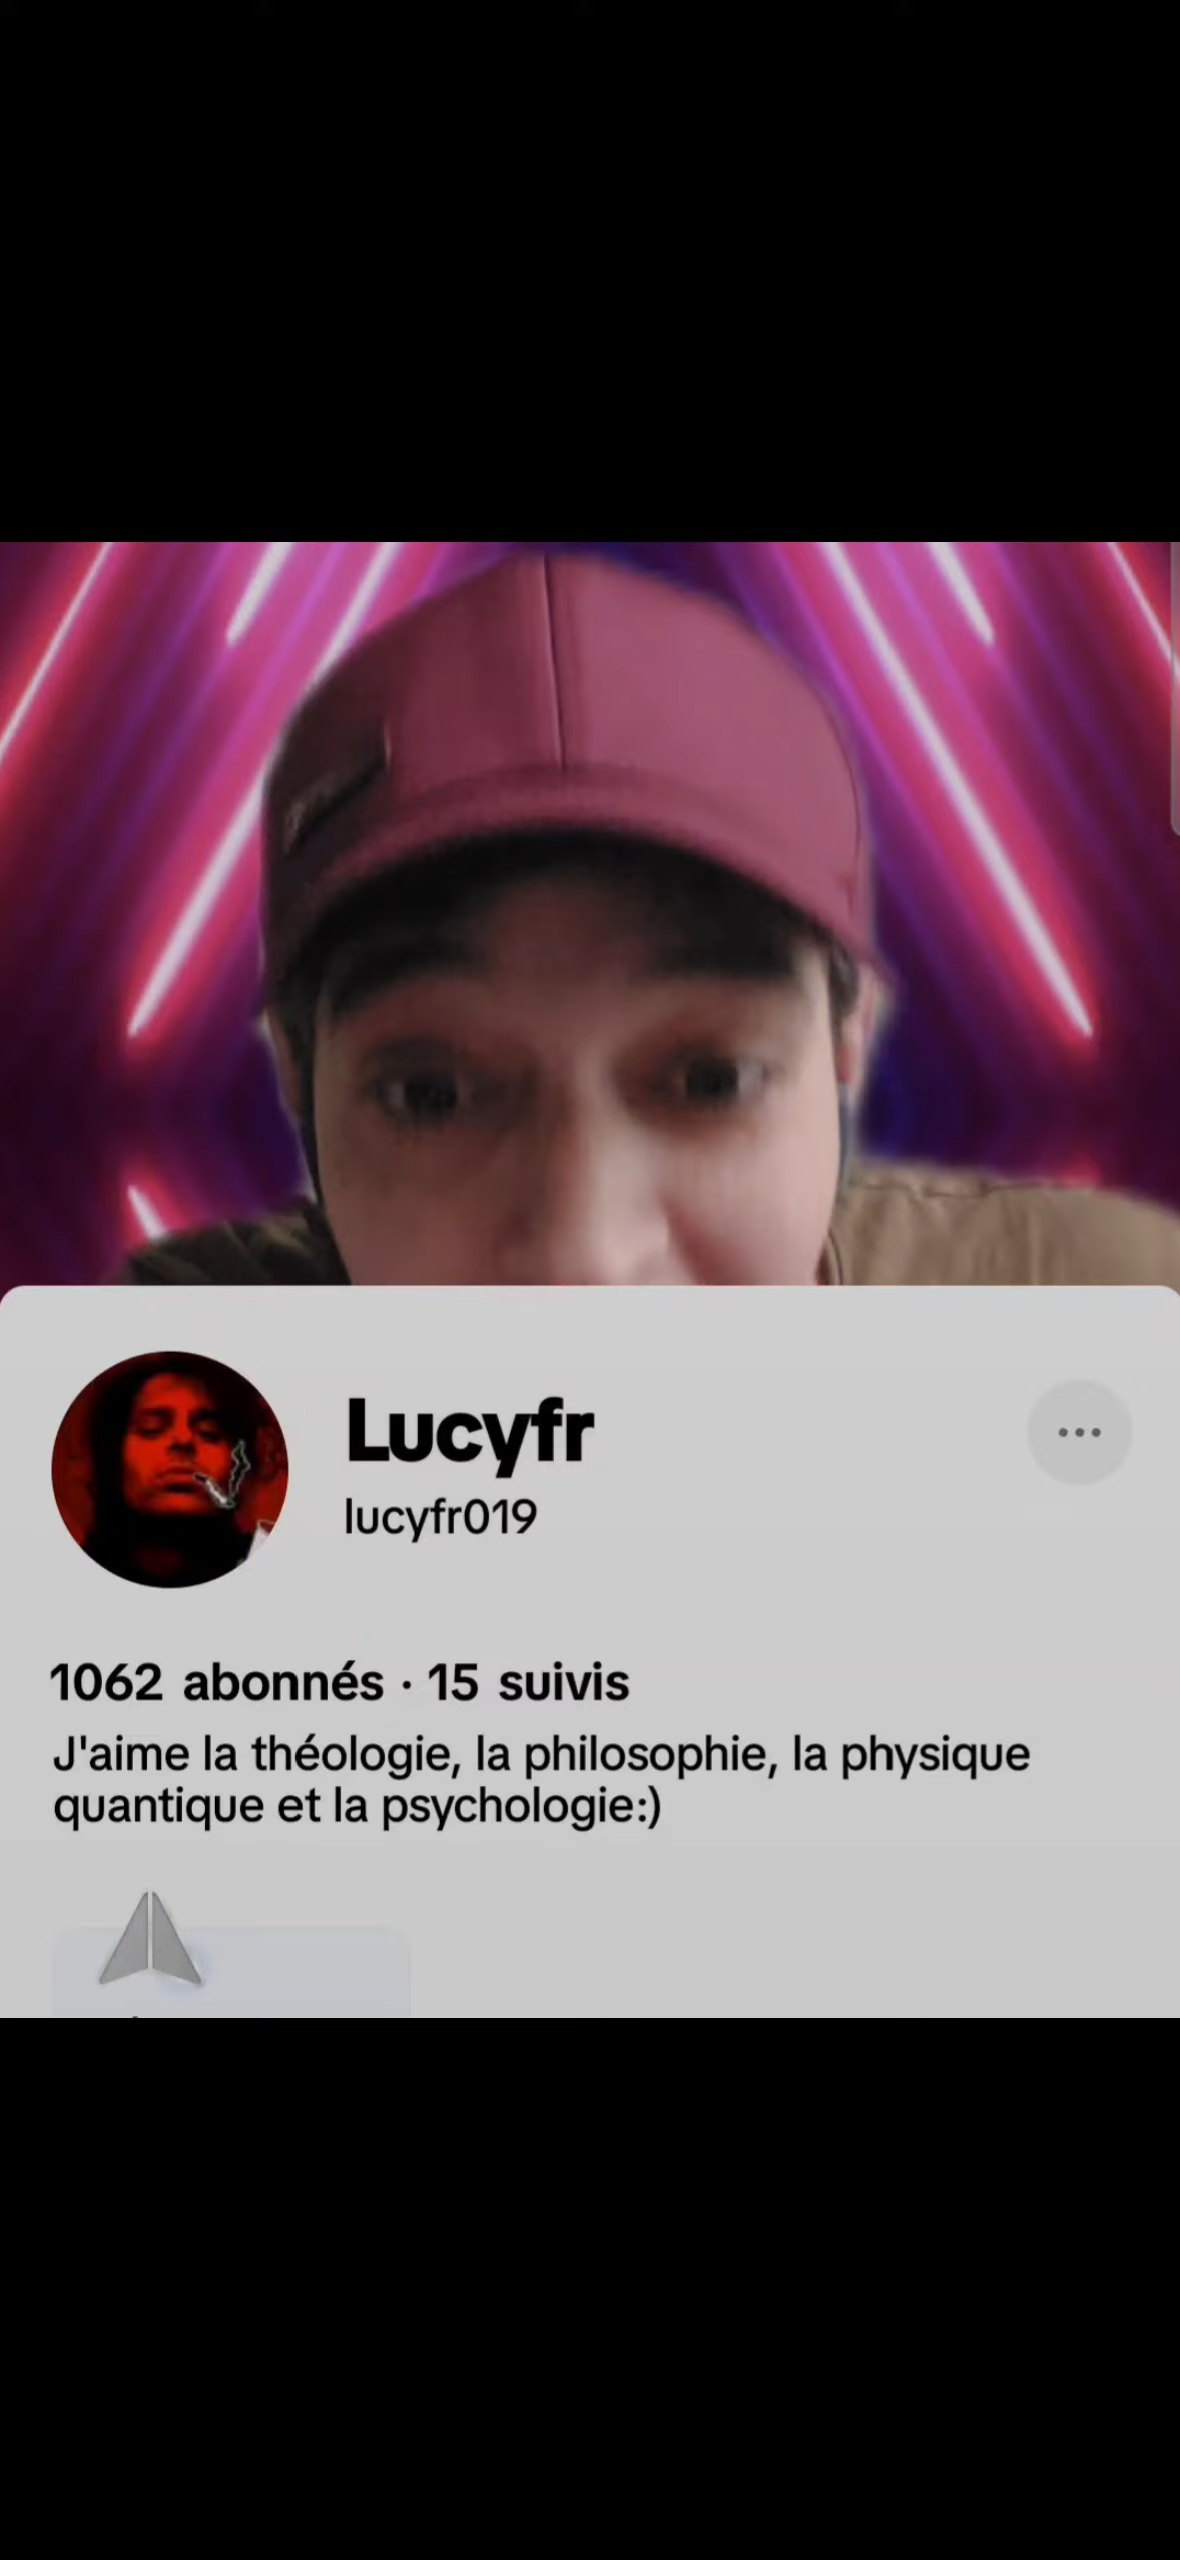 Lucyfr
lucyfr019
1062 abonnés · 15 suivis
J'aime la théologie, la philosophie, la physique
quantique et la psychologie:)